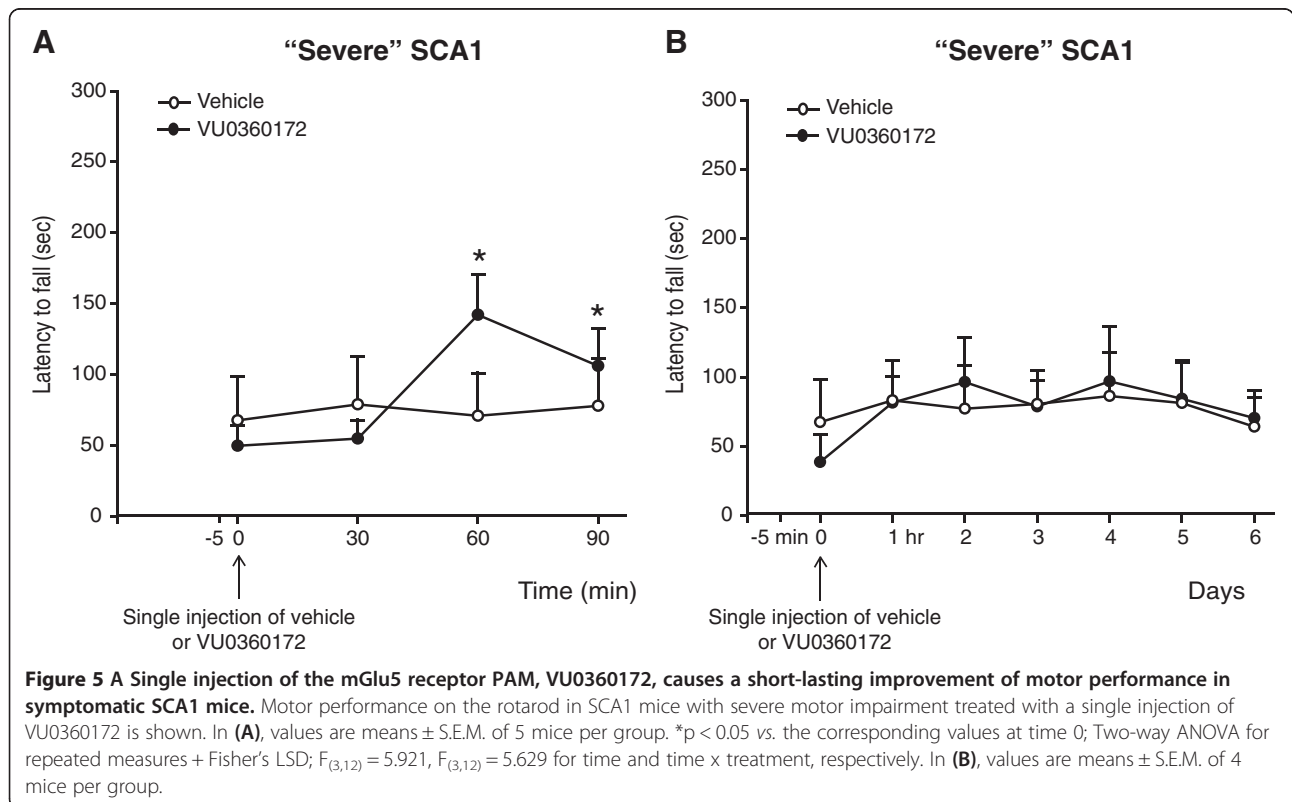 A
"Severe" SCA1
300
250
200
150
100
50
0
Latency to fall (sec)
Vehicle
VU0360172
*
*
-5 0 30 60 90
Time (min)
Single injection of vehicle
or VU0360172
B
"Severe" SCA1
300
250
200
150
100
50
0
Latency to fall (sec)
Vehicle
VU0360172
-5 min 0 1 hr 2 3 4 5 6
Days
Single injection of vehicle
or VU0360172
Figure 5 A Single injection of the mGlu5 receptor PAM, VU0360172, causes a short-lasting improvement of motor performance in
symptomatic SCA1 mice. Motor performance on the rotarod in SCA1 mice with severe motor impairment treated with a single injection of
VU0360172 is shown. In (A), values are means ± S.E.M. of 5 mice per group. *p < 0.05 vs. the corresponding values at time 0; Two-way ANOVA for
repeated measures + Fisher's LSD; F(3,12) = 5.921, F(3,12) = 5.629 for time and time x treatment, respectively. In (B), values are means ± S.E.M. of 4
mice per group.